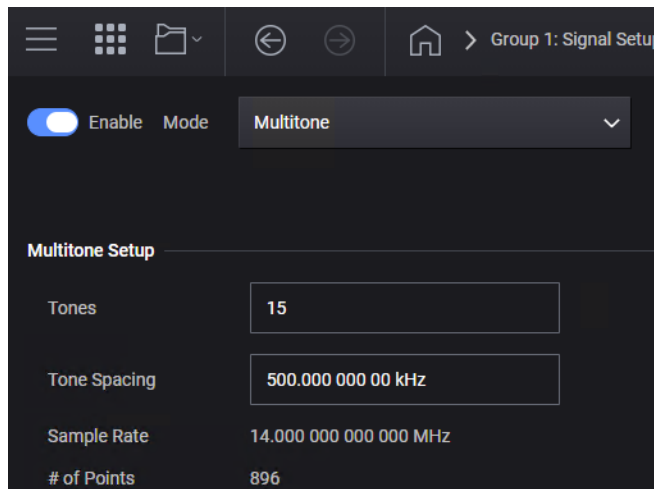 Group 1: Signal Setup
Enable Mode Multitone
Multitone Setup
Tones 15
Tone Spacing 500.000 000 00 kHz
Sample Rate 14.000 000 000 000 MHz
# of Points 896